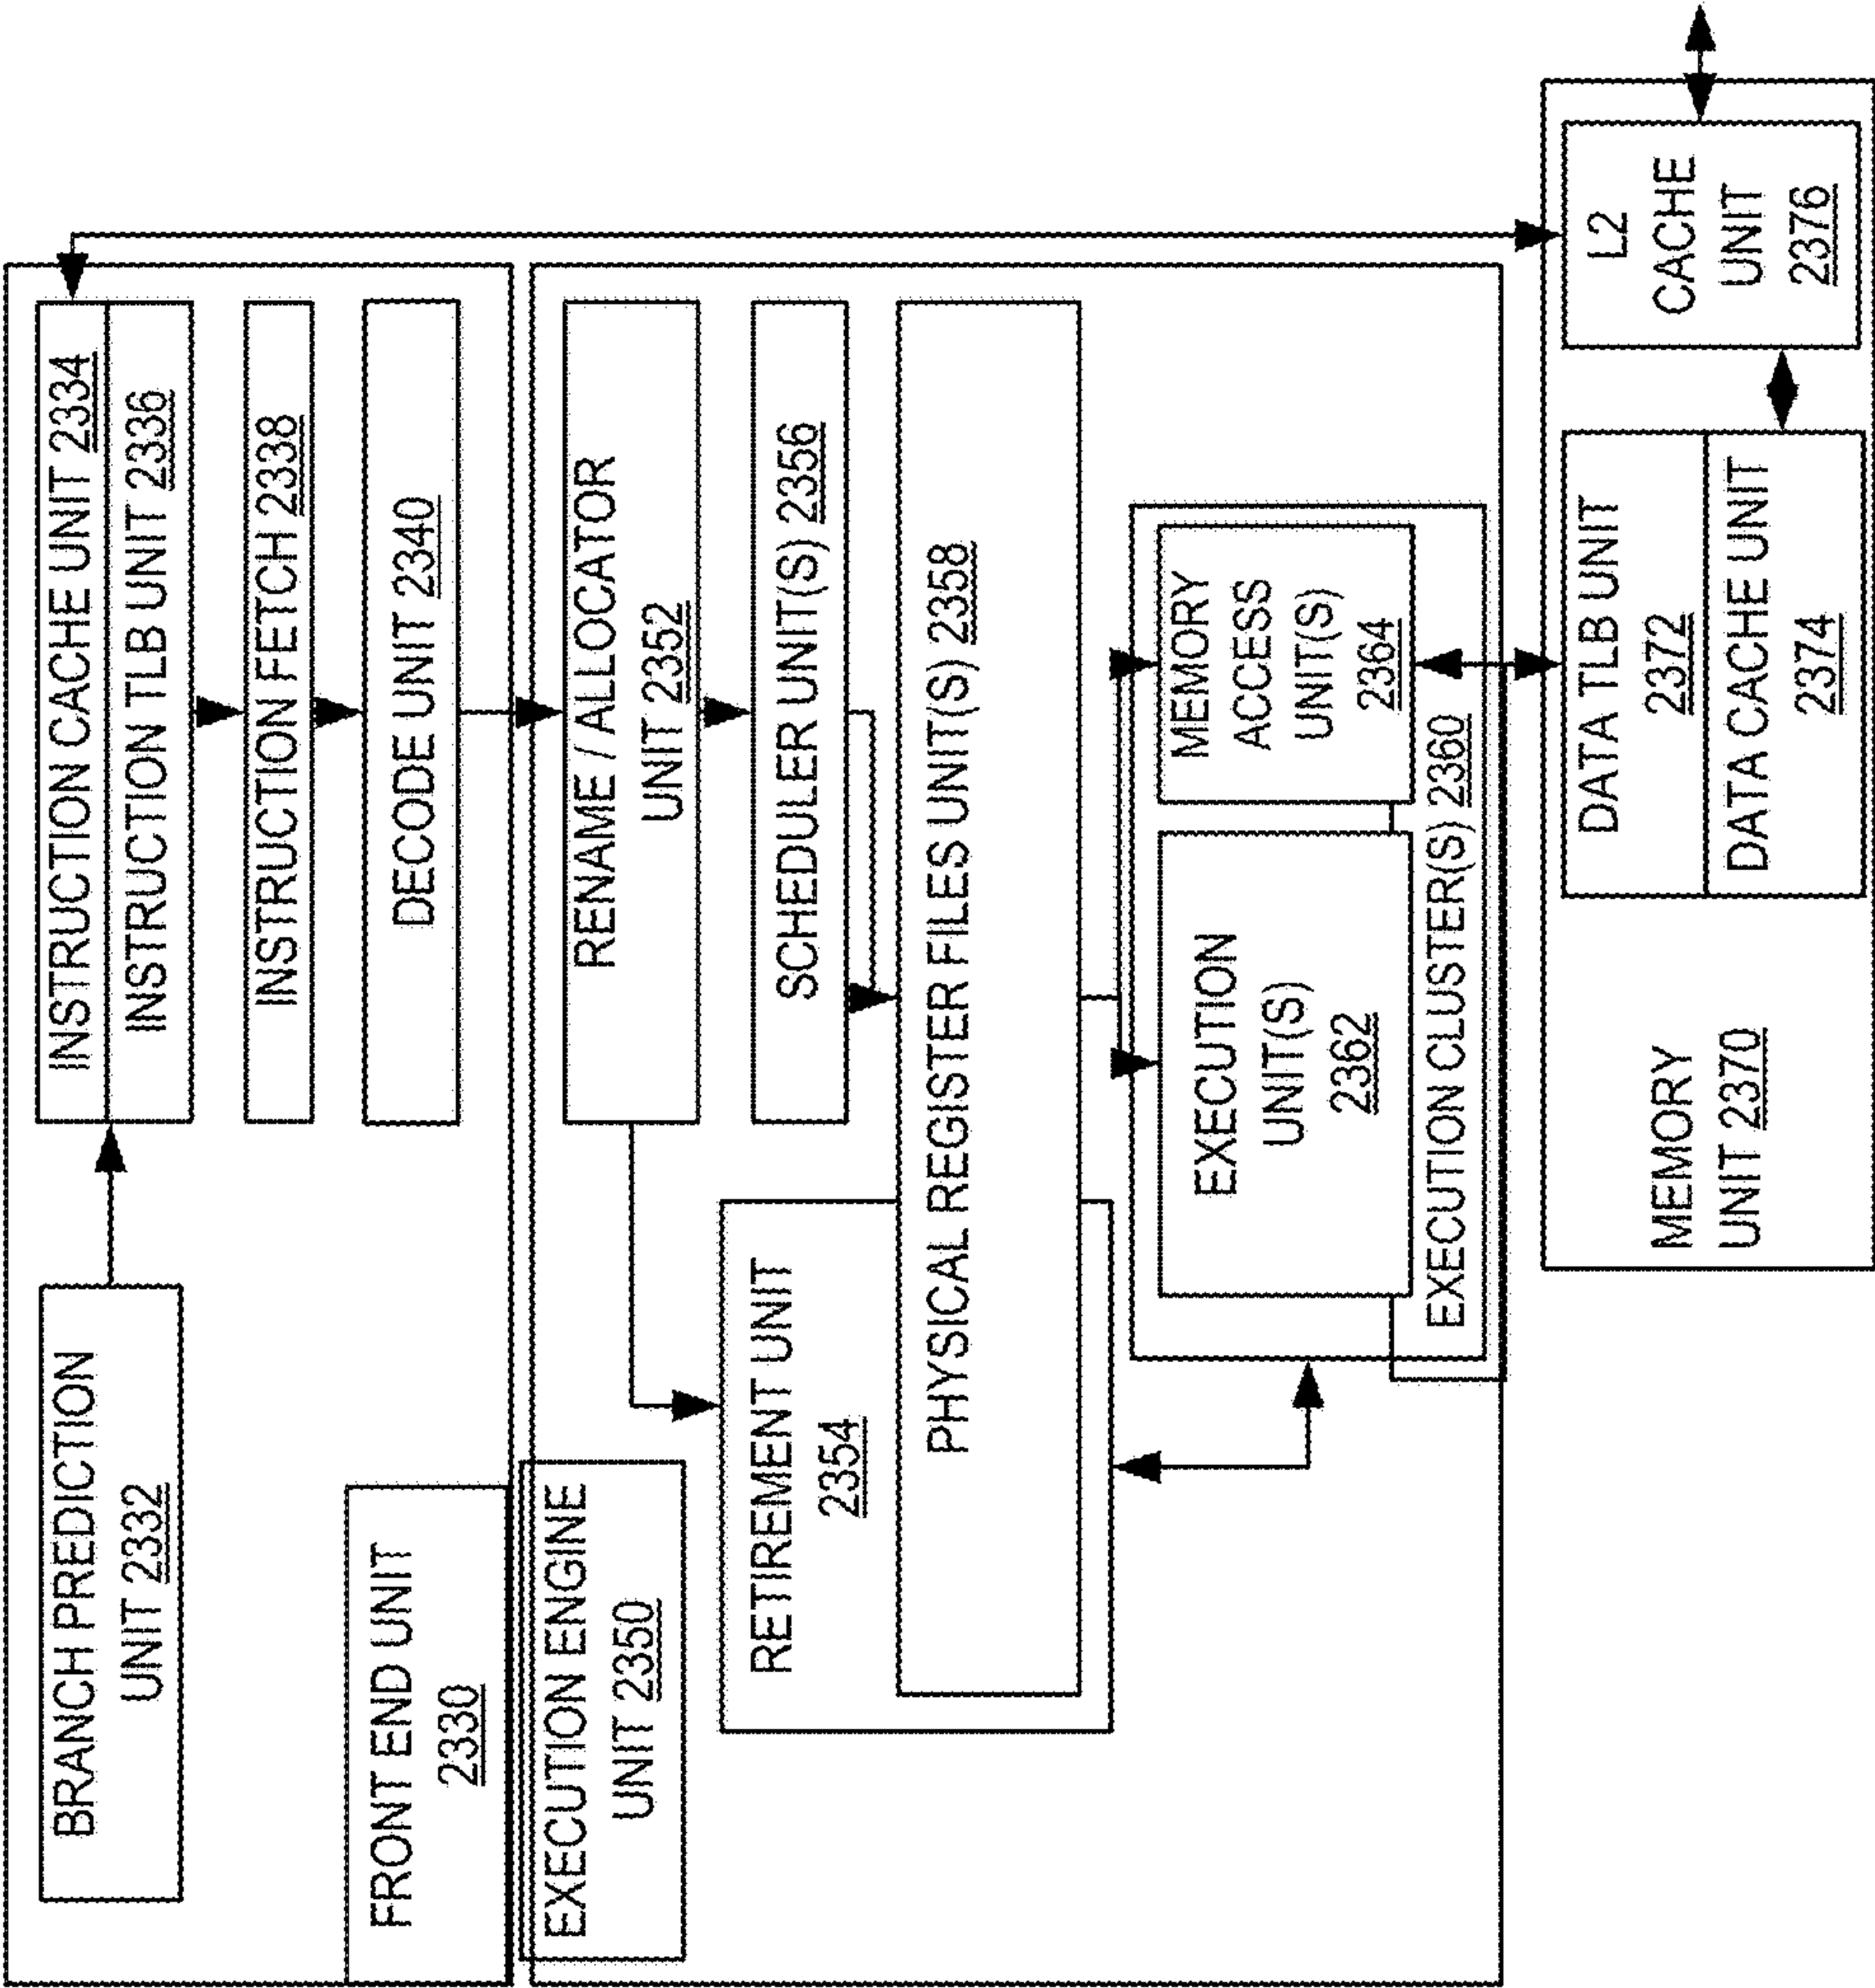 BRANCH PREDICTION
UNIT 2332
INSTRUCTION CACHE UNIT 2334
INSTRUCTION TLB UNIT 2336
INSTRUCTION FETCH 2338
DECODE UNIT 2340
FRONT END UNIT
2330
EXECUTION ENGINE
UNIT 2350
RENAME / ALLOCATOR
UNIT 2352
RETIREMENT UNIT
2354
SCHEDULER UNIT(S) 2356
PHYSICAL REGISTER FILES UNIT(S) 2358
EXECUTION
UNIT(S)
2362
MEMORY
ACCESS
UNIT(S)
2364
EXECUTION CLUSTER(S) 2360
MEMORY
UNIT 2370
DATA TLB UNIT
2372
DATA CACHE UNIT
2374
L2
CACHE
UNIT
2376